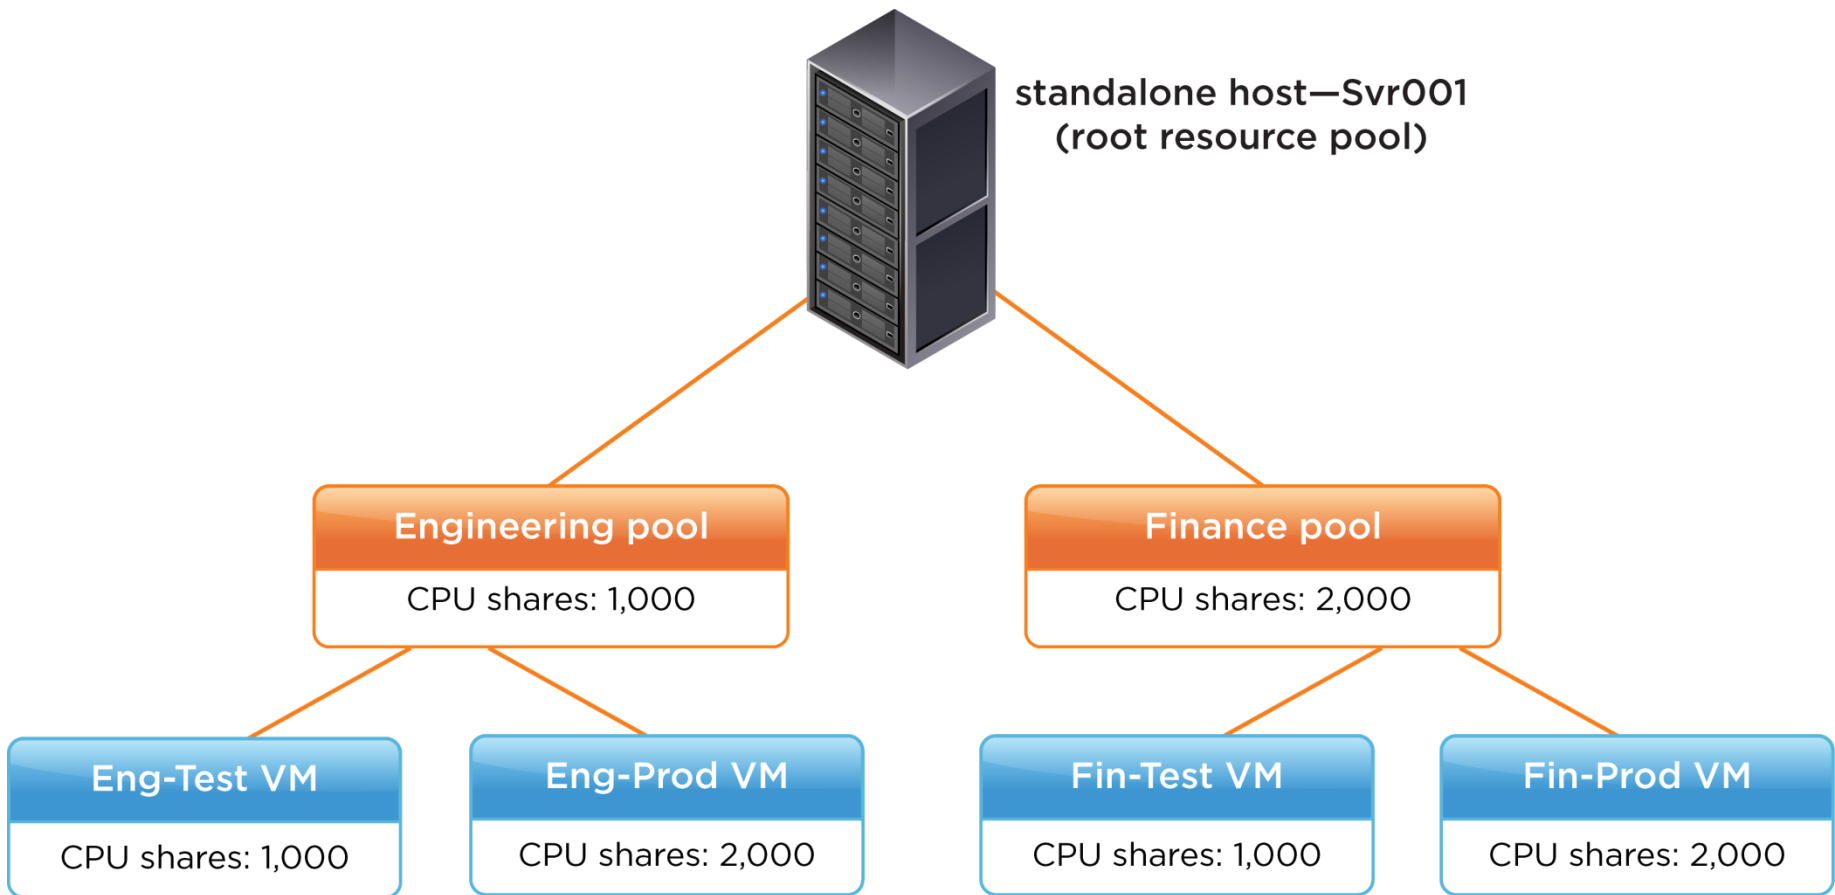 standalone host—Svr001
(root resource pool)
Engineering pool
CPU shares: 1,000
Finance pool
CPU shares: 2,000
Eng-Test VM
CPU shares: 1,000
Eng-Prod VM
CPU shares: 2,000
Fin-Test VM
CPU shares: 1,000
Fin-Prod VM
CPU shares: 2,000